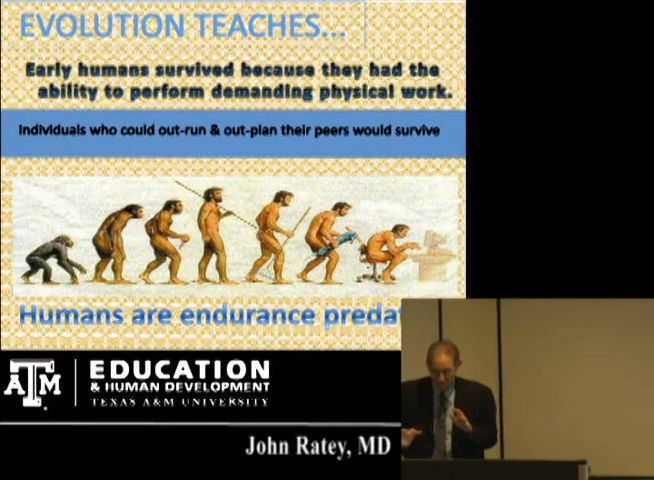 EVOLUTION TEACHES...
Early humans survived because they had the
ability to perform demanding physical work.
Individuals who could out-run & out-plan their peers would survive
Humans are endurance preda
A T M
EDUCATION
& HUMAN DEVELOPMENT
TEXAS A&M UNIVERSITY
John Ratey, MD